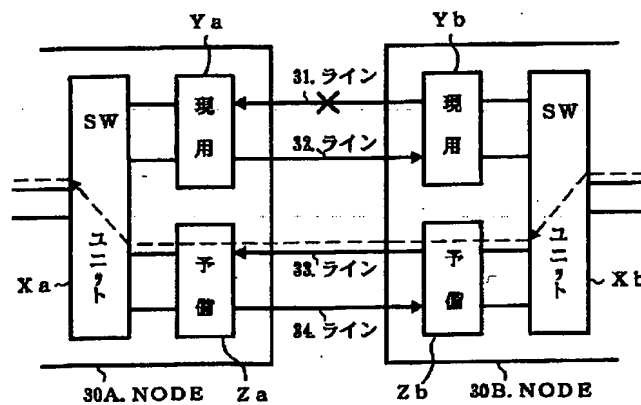 Ya
Yb
31.ライン
SW
現用
現用
SW
32.ライン
ユニット
予備
33.ライン
予備
ユニット
Xa
Xb
34.ライン
30A.NODE
Za
Zb
30B.NODE